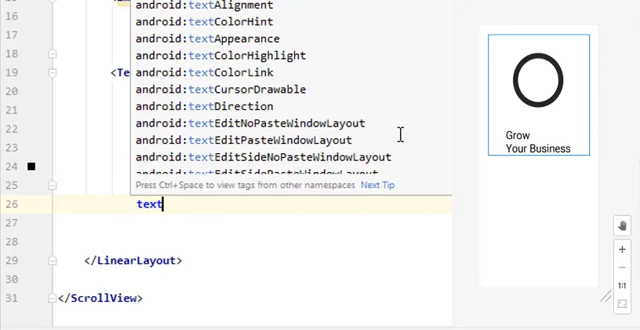 android:textAlignment
16
android:textColorHint
17
android:textAppearance
18
android:textColorHighlight
19
<Te
android:textColorLink
20
android:textCursorDrawable
21
android:textDirection
22
android:textEditNoPasteWindowLayout
23
android:textEditPasteWindowLayout
24
android:textEditSideNoPasteWindowLayout
android:textEditSidePasteWindowLayout
25
Press Ctrl+Space to view tags from other namespaces Next Tip
26
text
27
28
29
</LinearLayout>
30
31
</ScrollView>
Grow
Your Business
1:1